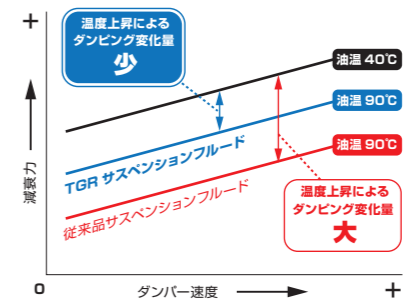 +
温度上昇による
ダンピング変化量
少
油温 40℃
油温 90℃
TGR サスペンションフルード
油温 90℃
従来品サスペンションフルード
温度上昇による
ダンピング変化量
大
減衰力
0
ダンパー速度
+